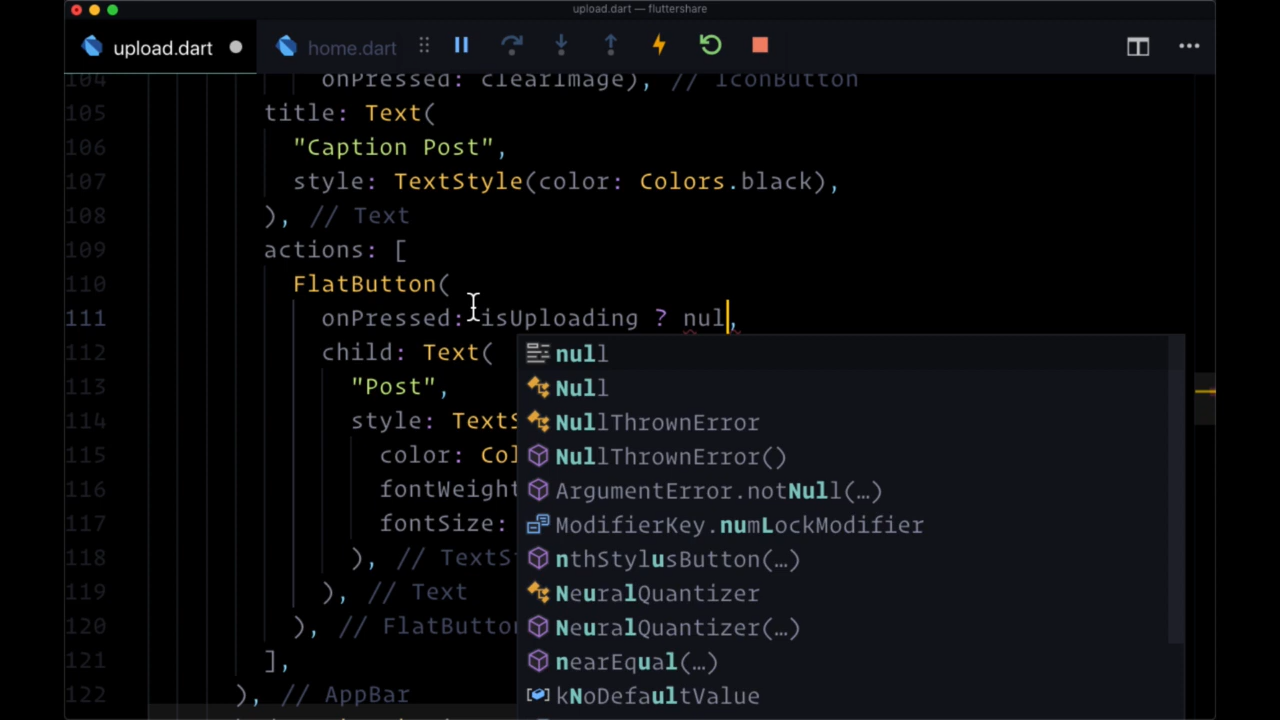 upload.dart — fluttershare
upload.dart home.dart
104 onPressed: clearImage), // IconButton
105 title: Text(
106 "Caption Post",
107 style: TextStyle(color: Colors.black),
108 ), // Text
109 actions: [
110 FlatButton(
111 onPressed: isUploading ? nul,
112 child: Text( null
113 "Post", Null
114 style: TextS NullThrownError
115 color: Col NullThrownError()
116 fontWeight ArgumentError.notNull(…)
117 fontSize: ModifierKey.numLockModifier
118 ), // TextSt nthStylusButton(…)
119 ), // Text NeuralQuantizer
120 ), // FlatButton NeuralQuantizer(…)
121 ], nearEqual(…)
122 ), // AppBar kNoDefaultValue